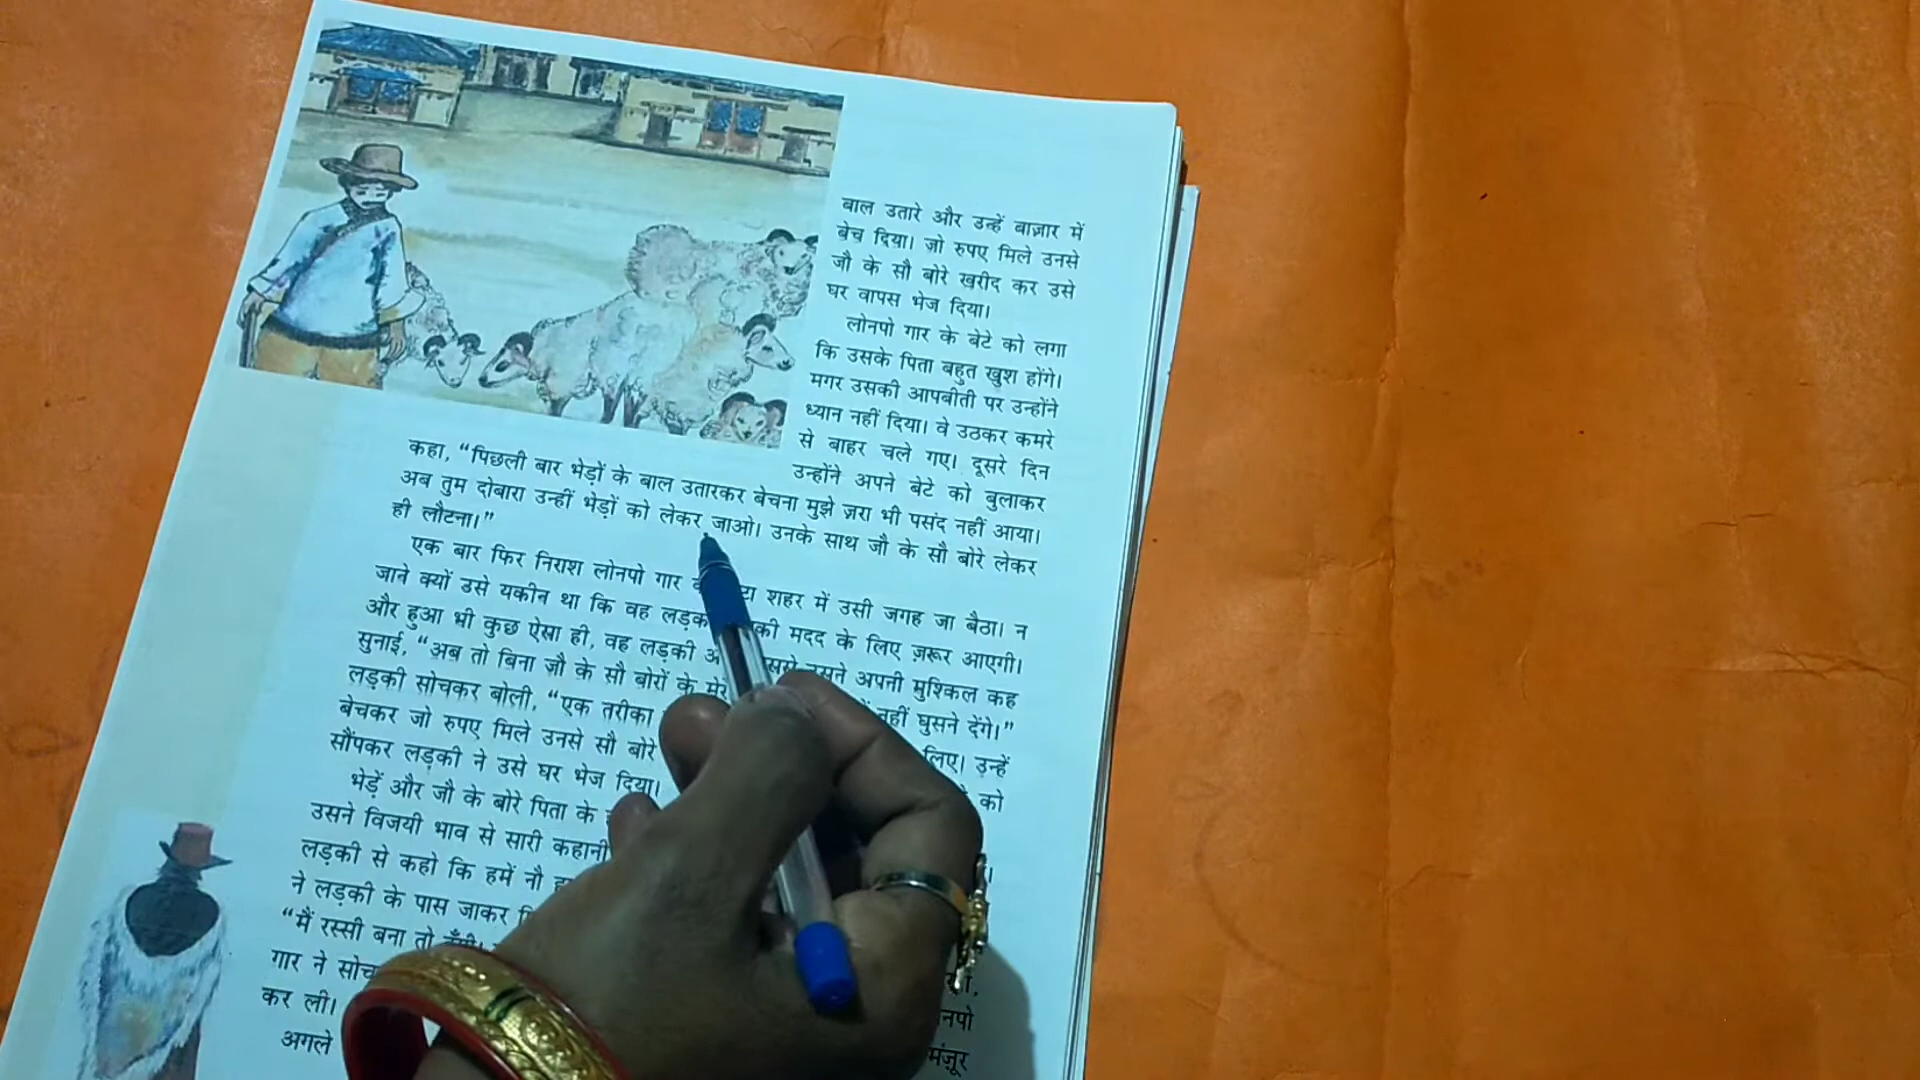 बाल उतारे और उन्हें बाज़ार में
बेच दिया। जो रुपए मिले उनसे
जौ के सौ बोरे खरीद कर उसे
घर वापस भेज दिया।
लोनपो गार के बेटे को लगा
कि उसके पिता बहुत खुश होंगे।
मगर उसकी आपबीती पर उन्होंने
ध्यान नहीं दिया। वे उठकर कमरे
से बाहर चले गए। दूसरे दिन
उन्होंने अपने बेटे को बुलाकर
कहा, “पिछली बार भेड़ों के बाल उतारकर बेचना मुझे ज़रा भी पसंद नहीं आया।
अब तुम दोबारा उन्हीं भेड़ों को लेकर जाओ। उनके साथ जौ के सौ बोरे लेकर
ही लौटना।”
एक बार फिर निराश लोनपो गार शहर में उसी जगह जा बैठा। न
जाने क्यों उसे यकीन था कि वह मदद के लिए ज़रूर आएगी।
और हुआ भी कुछ ऐसा ही, वह लड़की उसने अपनी मुश्किल कह
सुनाई, “अब तो बिना जौ के सौ बोरों के नहीं घुसने देंगे।”
लड़की सोचकर बोली, “एक तरीका लिए। उन्हें
बेचकर जो रुपए मिले उनसे सौ बोरे को
सौंपकर लड़की ने उसे घर भेज दिया।
भेड़ें और जौ के बोरे पिता के
उसने विजयी भाव से सारी कहानी
लड़की से कहो कि हमें नौ
ने लड़की के पास जाकर
“मैं रस्सी बना तो
गार ने
कर ली।
अगले मंज़ूर